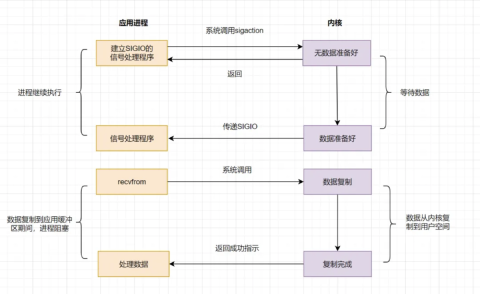 应用进程
内核
系统调用sigaction
建立SIGIO的
信号处理程序
无数据准备好
返回
进程继续执行
等待数据
传递SIGIO
信号处理程序
数据准备好
系统调用
recvfrom
数据复制
数据复制到应用缓冲
区期间，进程阻塞
数据从内核复
制到用户空间
返回成功指示
处理数据
复制完成